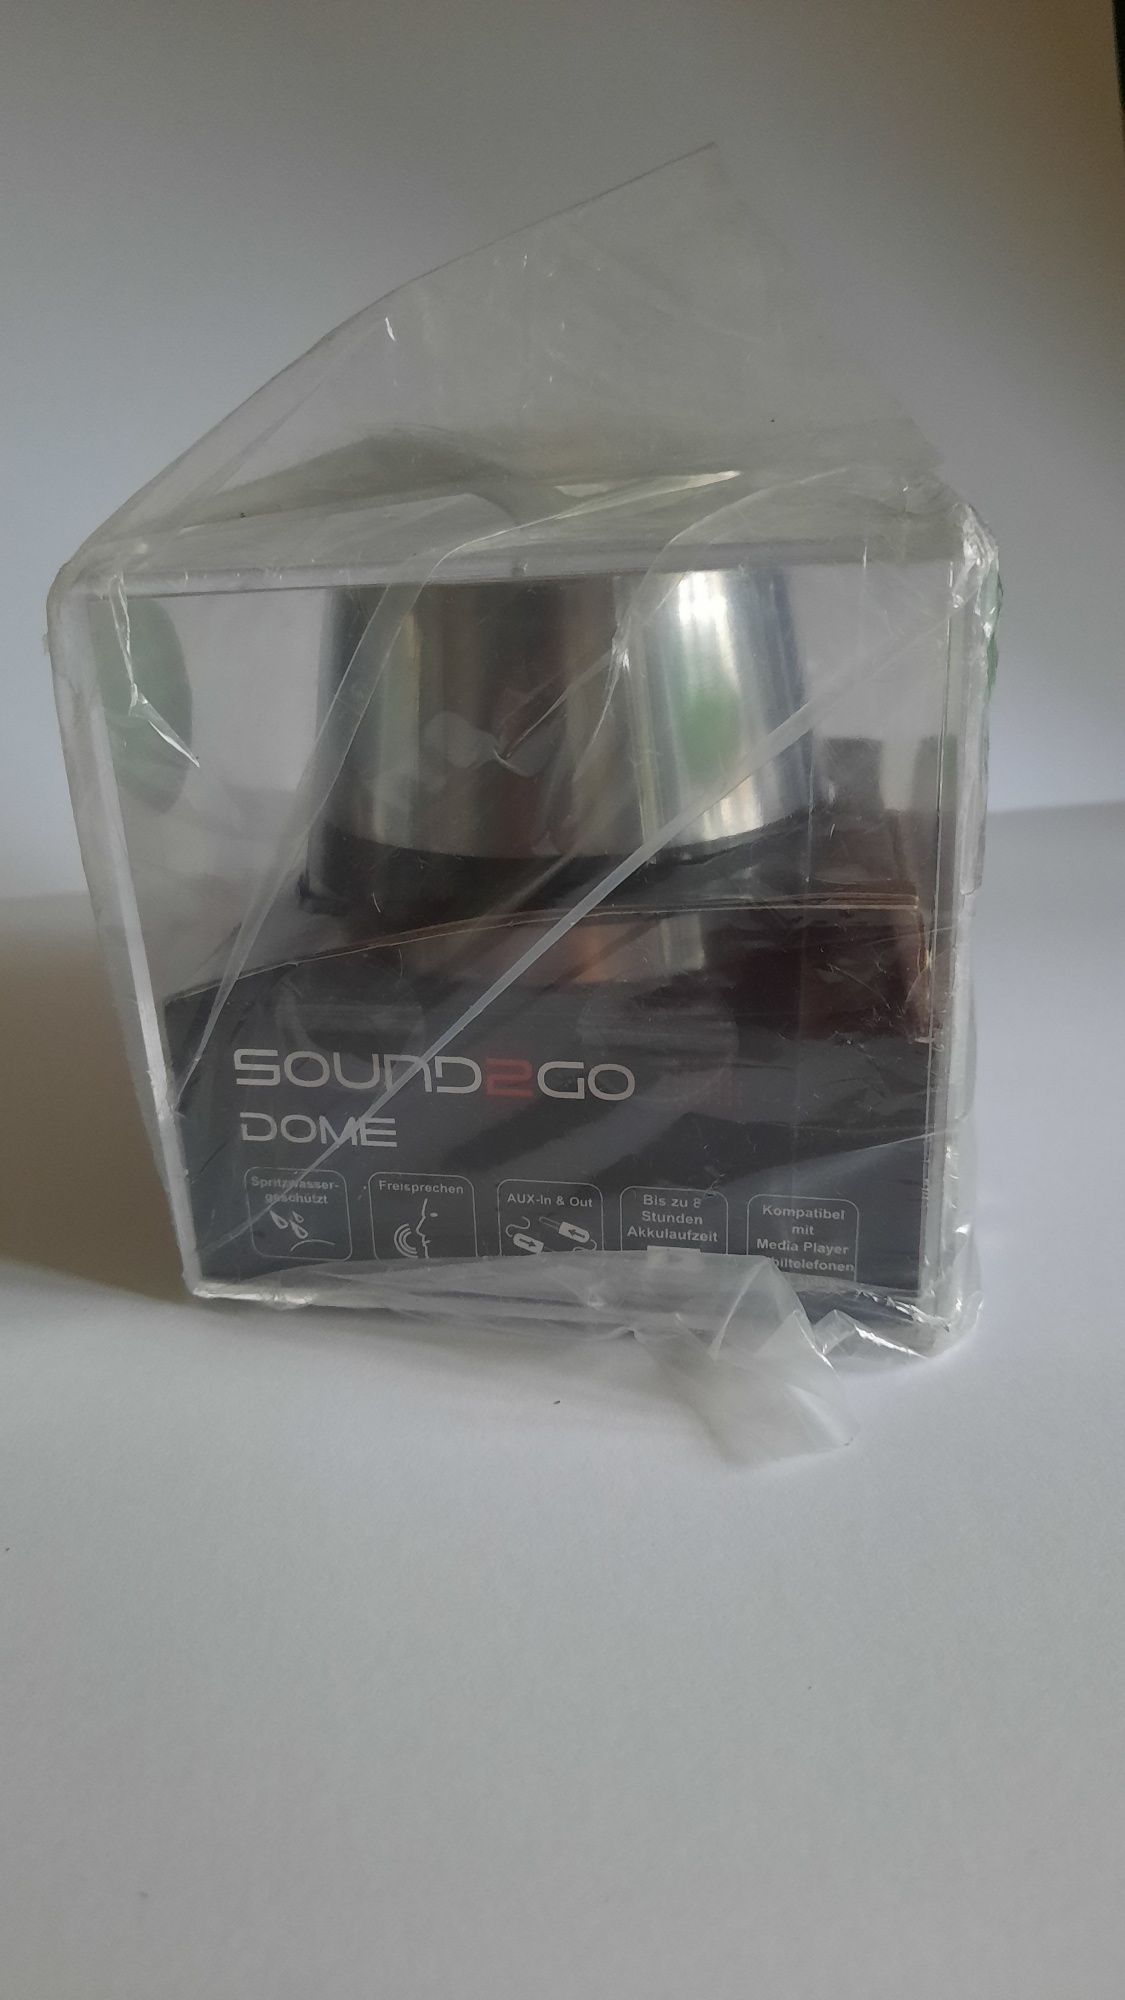 SOUND2GO
DOME
Spritzwasser-
geschützt
Freisprechen
AUX-In & Out
Bis zu 8
Stunden
Akkulaufzeit
Kompatibel
mit
Media Player